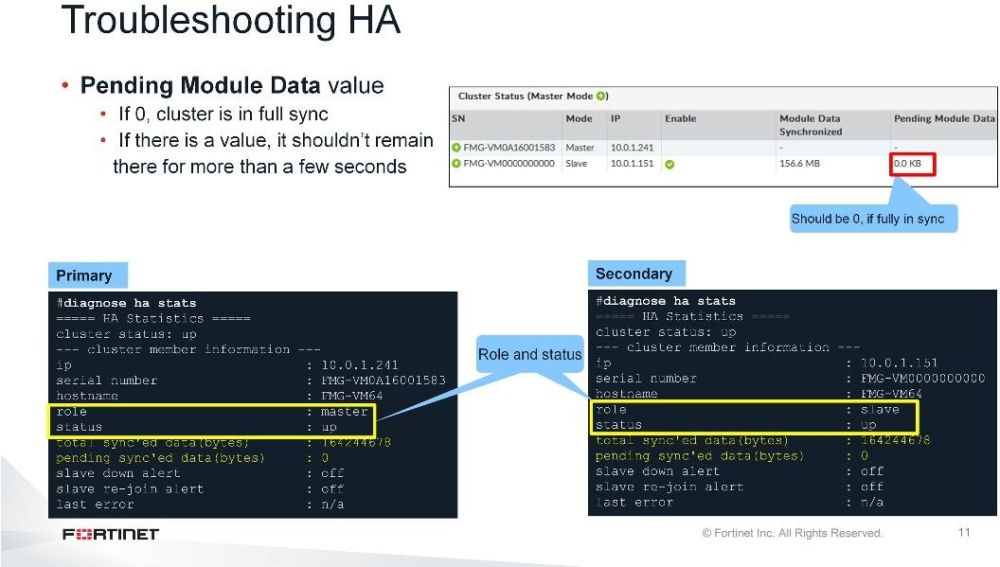 Troubleshooting HA
• Pending Module Data value
• If 0, cluster is in full sync
• If there is a value, it shouldn't remain
there for more than a few seconds
Cluster Status (Master Mode)
SN Mode IP Enable Module Data Synchronized Pending Module Data
FMG-VM0A16001583 Master 10.0.1.241 - -
FMG-VM0000000000 Slave 10.0.1.151 156.6 MB 0.0 KB
Should be 0, if fully in sync
Primary
#diagnose ha stats
===== HA Statistics =====
cluster status: up
--- cluster member information ---
ip : 10.0.1.241
serial number : FMG-VM0A16001583
hostname : FMG-VM64
role : master
status : up
total sync'ed data(bytes) : 164244678
pending sync'ed data(bytes) : 0
slave down alert : off
slave re-join alert : off
last error : n/a
Role and status
Secondary
#diagnose ha stats
===== HA Statistics =====
cluster status: up
--- cluster member information ---
ip : 10.0.1.151
serial number : FMG-VM0000000000
hostname : FMG-VM64
role : slave
status : up
total sync'ed data(bytes) : 164244678
pending sync'ed data(bytes) : 0
slave down alert : off
slave re-join alert : off
last error : n/a
FORTINET
© Fortinet Inc. All Rights Reserved.
11